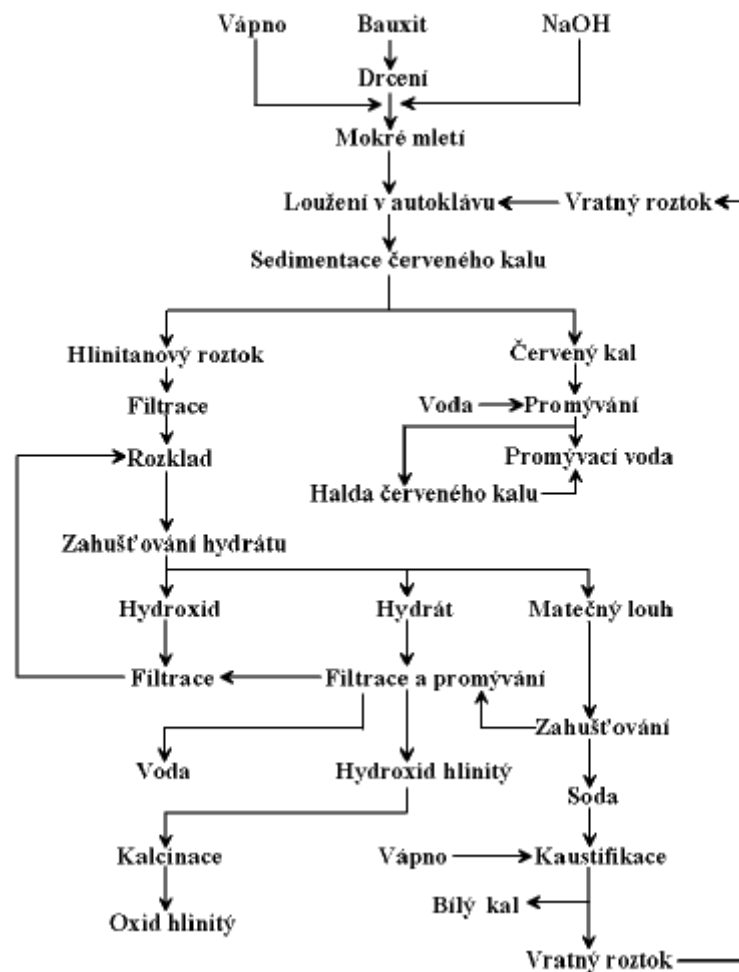 Vápno Bauxit NaOH
Drcení
Mokré mletí
Loužení v autoklávu Vratný roztok
Sedimentace červeného kalu
Hlinitanový roztok Červený kal
Filtrace Voda Promývání
Rozklad Promývací voda
Halda červeného kalu
Zahušťování hydrátu
Hydroxid Hydrát Matečný louh
Filtrace Filtrace a promývání
Zahušťování
Voda Hydroxid hlinitý
Soda
Kalcinace Vápno Kaustifikace
Bílý kal
Oxid hlinitý
Vratný roztok